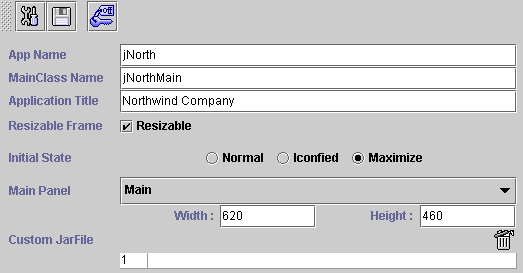 Off
App Name jNorth
MainClass Name jNorthMain
Application Title Northwind Company
Resizable Frame Resizable
Initial State Normal Iconfied Maximize
Main Panel Main
Width : 620 Height : 460
Custom JarFile
1